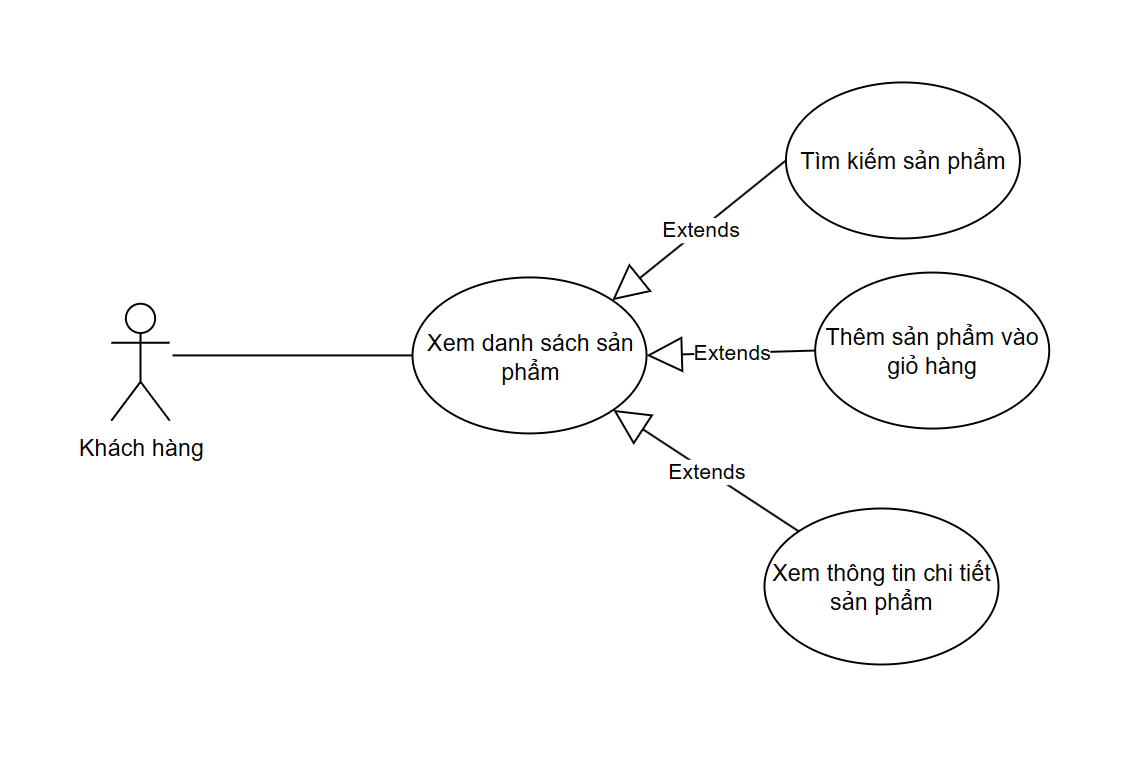 Tìm kiếm sản phẩm
Extends
Thêm sản phẩm vào
giỏ hàng
Xem danh sách sản
phẩm
Extends
Khách hàng
Extends
Xem thông tin chi tiết
sản phẩm